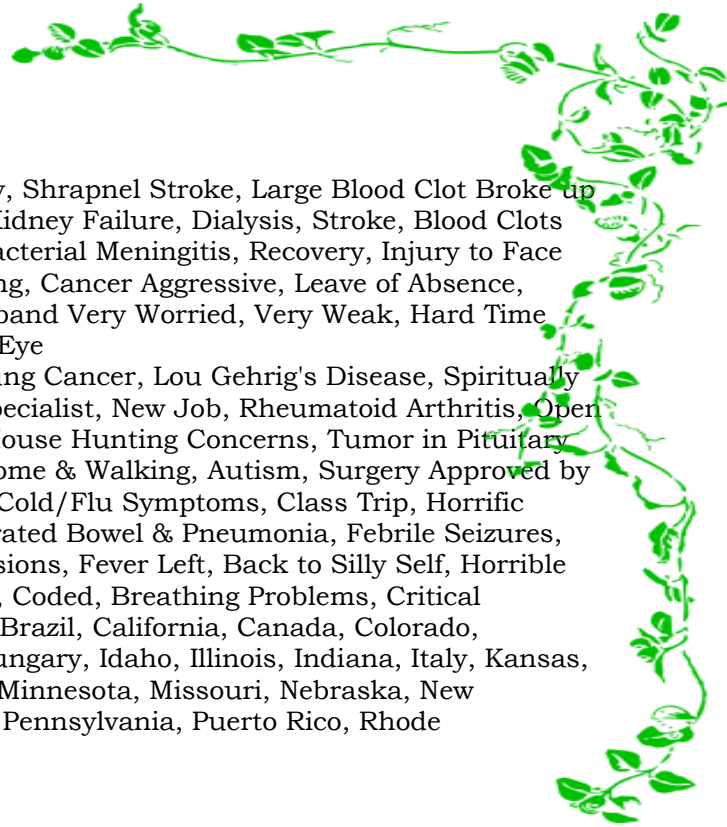 y, Shrapnel Stroke, Large Blood Clot Broke up
Kidney Failure, Dialysis, Stroke, Blood Clots
acterial Meningitis, Recovery, Injury to Face
ng, Cancer Aggressive, Leave of Absence,
band Very Worried, Very Weak, Hard Time
Eye
ung Cancer, Lou Gehrig's Disease, Spiritually
pecialist, New Job, Rheumatoid Arthritis, Open
House Hunting Concerns, Tumor in Pituitary
ome & Walking, Autism, Surgery Approved by
Cold/Flu Symptoms, Class Trip, Horrific
rated Bowel & Pneumonia, Febrile Seizures,
sions, Fever Left, Back to Silly Self, Horrible
, Coded, Breathing Problems, Critical
Brazil, California, Canada, Colorado,
ungary, Idaho, Illinois, Indiana, Italy, Kansas,
Minnesota, Missouri, Nebraska, New
Pennsylvania, Puerto Rico, Rhode